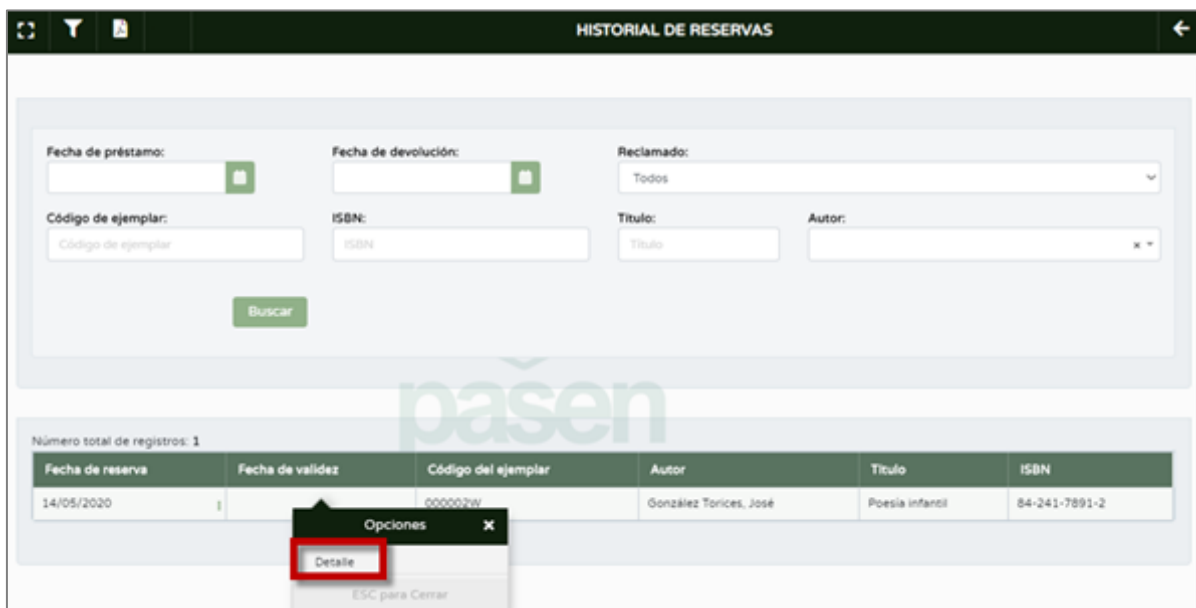 HISTORIAL DE RESERVAS
Fecha de préstamo: Fecha de devolución: Reclamado:
Todos
Código de ejemplar: ISBN: Título: Autor:
Código de ejemplar ISBN Título
Buscar
pasen
Número total de registros: 1
Fecha de reserva Fecha de validez Código del ejemplar Autor Título ISBN
14/05/2020 000002W González Torices, José Poesía infantil 84-241-7891-2
Opciones
Detalle
ESC para Cerrar